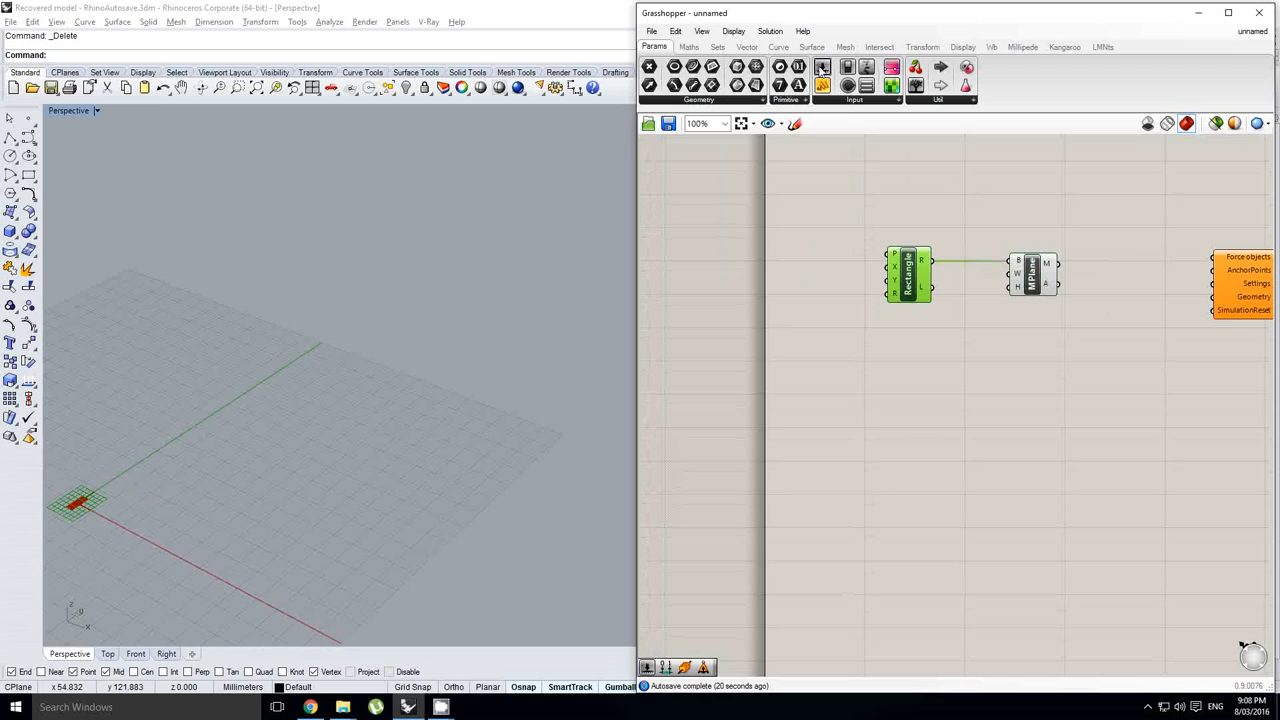 Recovered model - RhinoAutosave.3dm - Rhinoceros Corporate (64-bit) - [Perspective]
File Edit View Curve Surface Solid Mesh Dimension Transform Tools Analyze Render Panels V-Ray Help
Command: _Delete
Command:
Standard CPlanes Set View Display Select Viewport Layout Visibility Transform Curve Tools Surface Tools Solid Tools Mesh Tools Render Tools Drafting
Perspective
z
x
Perspective Top Front Right
End Near Point Mid Cen Int Perp Tan Quad Knot Vertex Project Disable
CPlane x 54.832 y 121.883 z 0.000 Millimeters Default Grid Snap Ortho Planar Osnap SmartTrack Gumball
Grasshopper - unnamed
File Edit View Display Solution Help
unnamed
Params Maths Sets Vector Curve Surface Mesh Intersect Transform Display Wb Millipede Kangaroo LMNts
Geometry Primitive Input Util
100%
P
X
Y
R
Rectangle
R
L
B
W
H
MPlane
M
A
Force objects
AnchorPoints
Settings
Geometry
SimulationReset
Autosave complete (20 seconds ago)
0.9.0076
Search Windows
ENG
9:08 PM
8/03/2016